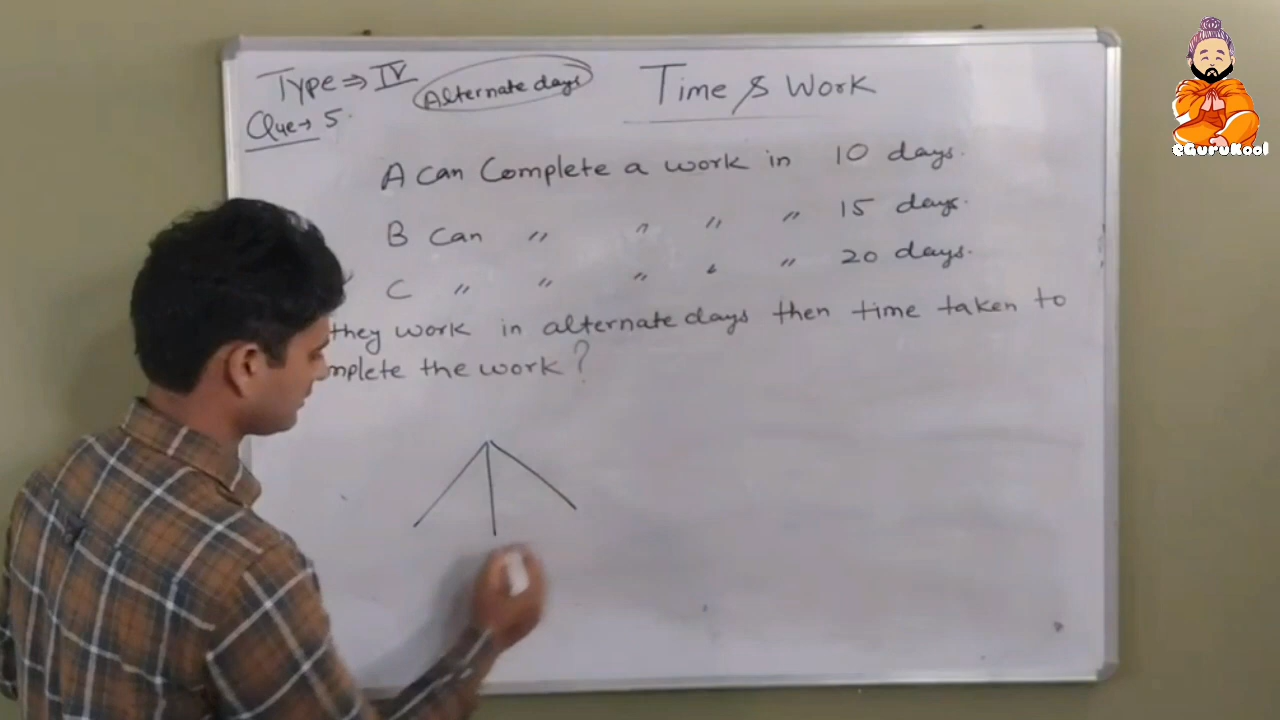 Type ⇒ IV Alternate days Time & Work
Que → 5.
A can Complete a work in 10 days.
B can " " " " 15 days.
C " " " " " 20 days.
they work in alternate days then time taken to
mplete the work?
eGuruKool